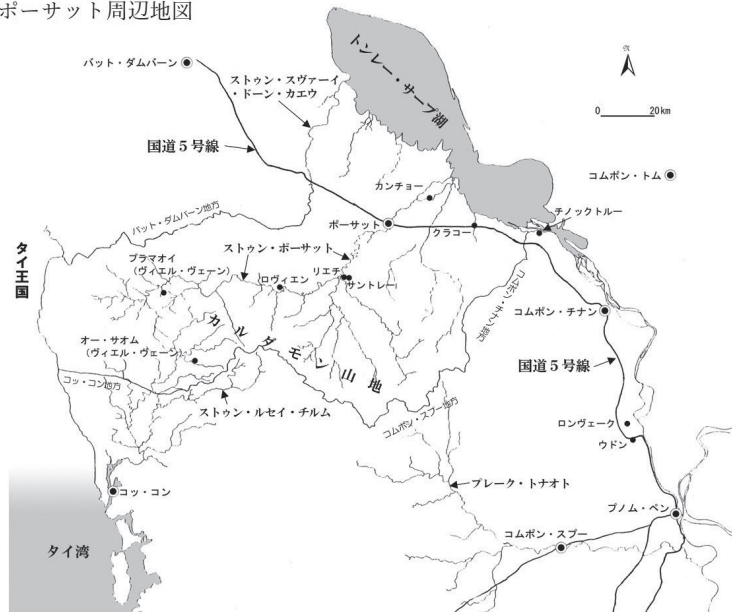 ポーサット周辺地図
バット・ダムバーン
ストゥン・スヴァーイ
・ドーン・カエウ
トンレー・サープ湖
0 20km
国道5号線
コムポン・トム
カンチョー
チノックトルー
ポーサット
クラコー
バット・ダムバーン地方
タイ王国
ストゥン・ポーサット
プラマオイ
(ヴィエル・ヴェーン)
ロヴィエン
リエチ
サントレー
コムポン・チナン地方
コムポン・チナン
カルダモン山地
オー・サオム
(ヴィエル・ヴェーン)
国道5号線
コッ・コン地方
ストゥン・ルセイ・チルム
コムポン・スプー地方
ロンヴェーク
ウドン
プレーク・トナオト
コッ・コン
プノム・ペン
コムポン・スプー
タイ湾